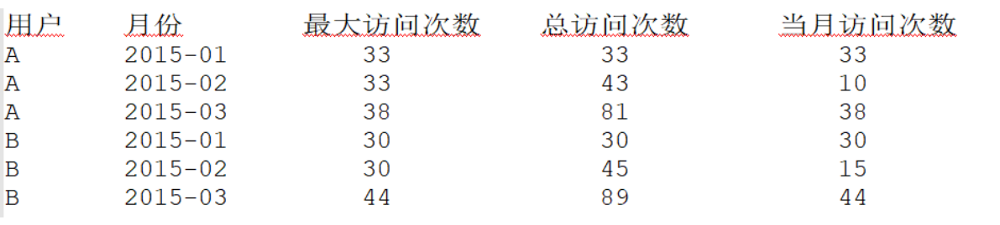 用户 月份 最大访问次数 总访问次数 当月访问次数
A 2015-01 33 33 33
A 2015-02 33 43 10
A 2015-03 38 81 38
B 2015-01 30 30 30
B 2015-02 30 45 15
B 2015-03 44 89 44